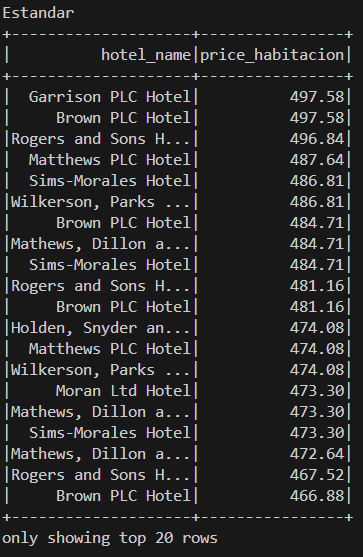 Estandar
+--------------------+----------------+
|          hotel_name|price_habitacion|
+--------------------+----------------+
|  Garrison PLC Hotel|          497.58|
|     Brown PLC Hotel|          497.58|
|Rogers and Sons H...|          496.84|
|  Matthews PLC Hotel|          487.64|
|  Sims-Morales Hotel|          486.81|
|Wilkerson, Parks ...|          486.81|
|     Brown PLC Hotel|          484.71|
|Mathews, Dillon a...|          484.71|
|  Sims-Morales Hotel|          484.71|
|Rogers and Sons H...|          481.16|
|     Brown PLC Hotel|          481.16|
|Holden, Snyder an...|          474.08|
|  Matthews PLC Hotel|          474.08|
|Wilkerson, Parks ...|          474.08|
|     Moran Ltd Hotel|          473.30|
|Mathews, Dillon a...|          473.30|
|  Sims-Morales Hotel|          473.30|
|Mathews, Dillon a...|          472.64|
|Rogers and Sons H...|          467.52|
|     Brown PLC Hotel|          466.88|
+--------------------+----------------+
only showing top 20 rows